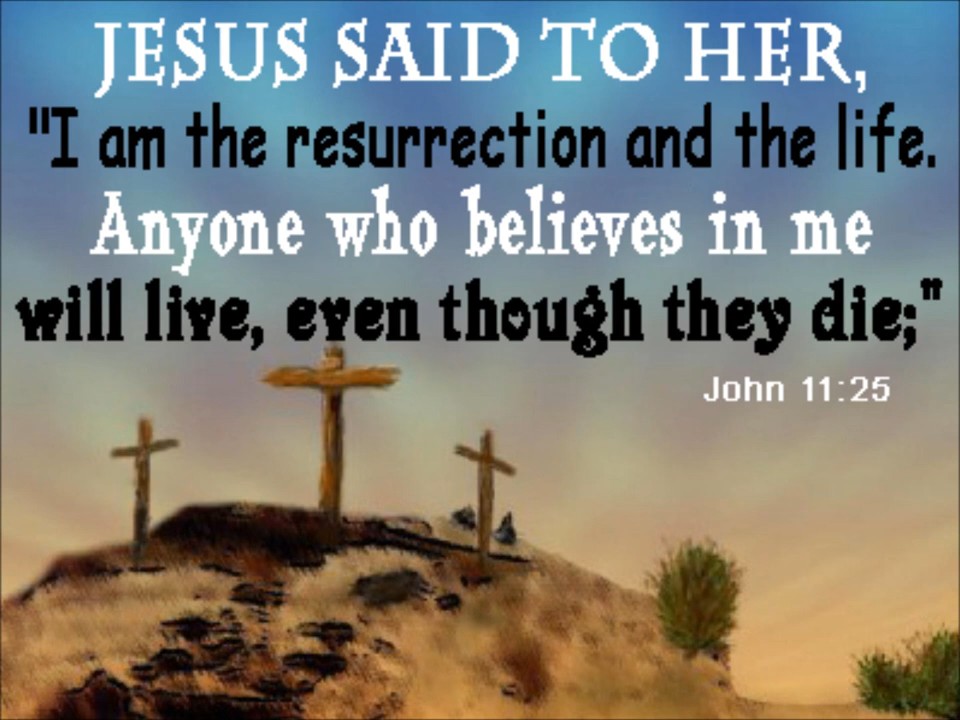 JESUS SAID TO HER,
"I am the resurrection and the life.
Anyone who believes in me
will live, even though they die;"
John 11:25